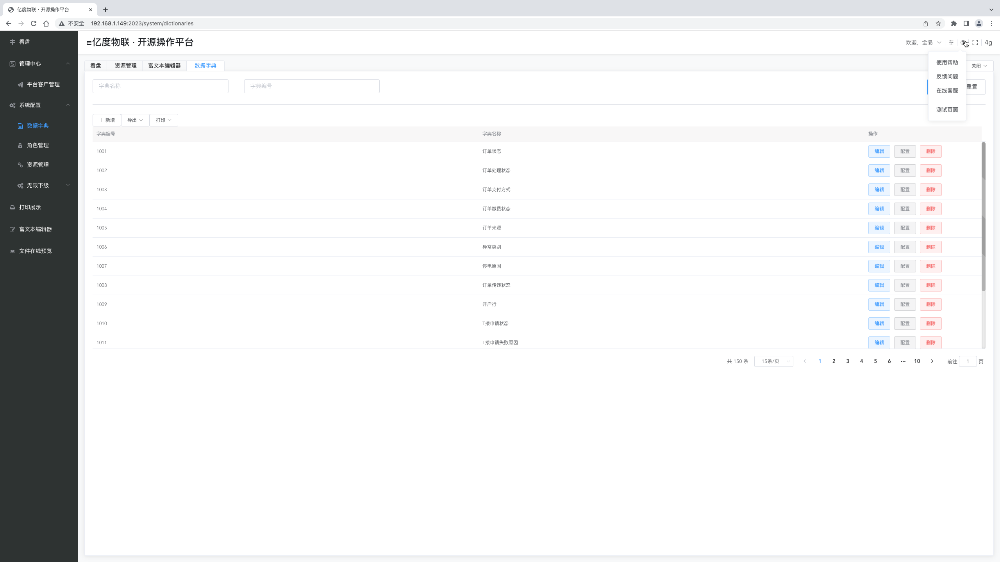 亿度物联 · 开源操作平台
不安全 192.168.1.149:2023/system/dictionaries
看盘
管理中心
平台客户管理
系统配置
数据字典
角色管理
资源管理
无限下级
打印展示
富文本编辑器
文件在线预览
亿度物联 · 开源操作平台
欢迎, 全易 4g
使用帮助
反馈问题
在线客服
测试页面
看盘 资源管理 富文本编辑器 数据字典 关闭
字典名称 字典编号 重置
新增 导出 打印
字典编号 字典名称 操作
1001 订单状态 编辑 配置 删除
1002 订单处理状态 编辑 配置 删除
1003 订单支付方式 编辑 配置 删除
1004 订单缴费状态 编辑 配置 删除
1005 订单来源 编辑 配置 删除
1006 异常类别 编辑 配置 删除
1007 停电原因 编辑 配置 删除
1008 订单传递状态 编辑 配置 删除
1009 开户行 编辑 配置 删除
1010 T接申请状态 编辑 配置 删除
1011 T接申请失败原因 编辑 配置 删除
共 150 条 15条/页 1 2 3 4 5 6 ••• 10 前往 1 页